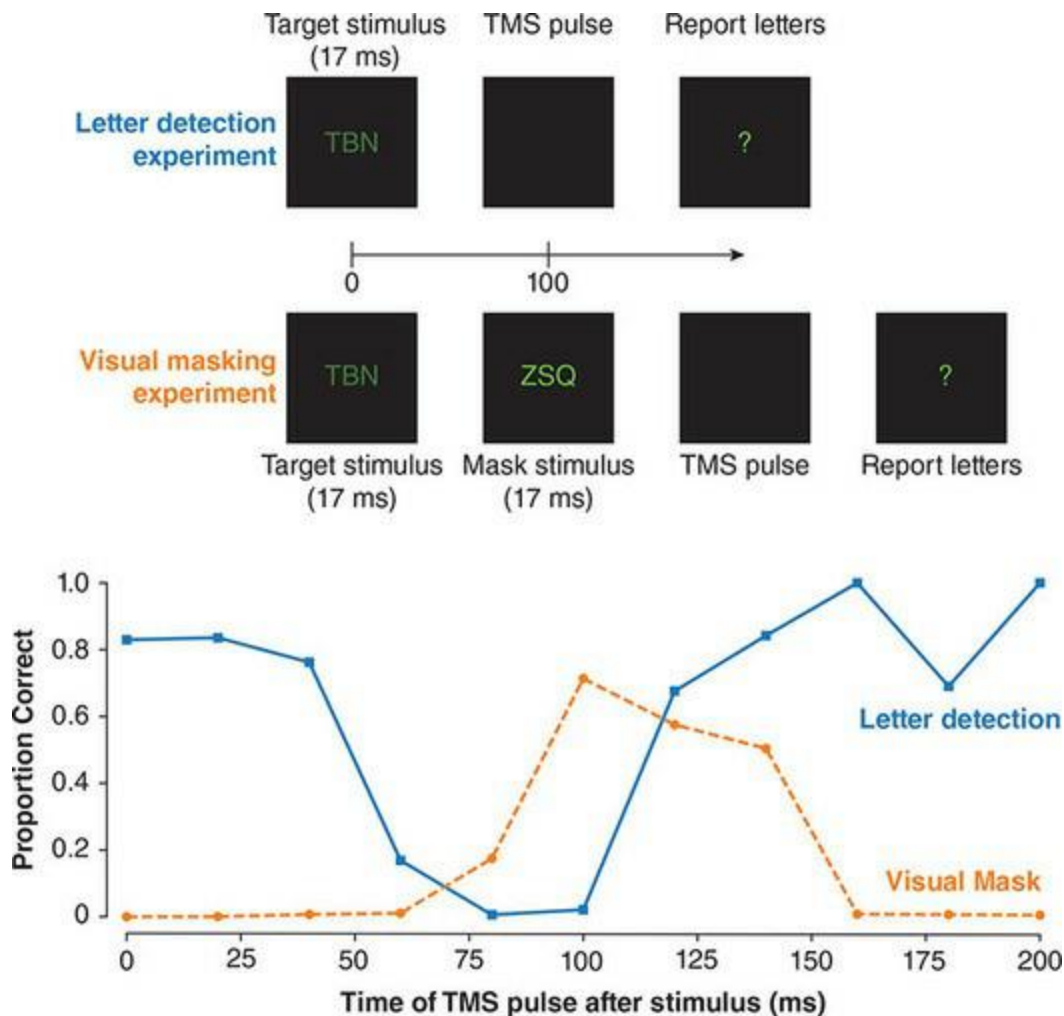 Target stimulus
(17 ms)
TMS pulse
Report letters
Letter detection
experiment
TBN
?
0
100
Visual masking
experiment
TBN
ZSQ
?
Target stimulus
(17 ms)
Mask stimulus
(17 ms)
TMS pulse
Report letters
Proportion Correct
1.0
0.8
0.6
0.4
0.2
0
Letter detection
Visual Mask
0 25 50 75 100 125 150 175 200
Time of TMS pulse after stimulus (ms)